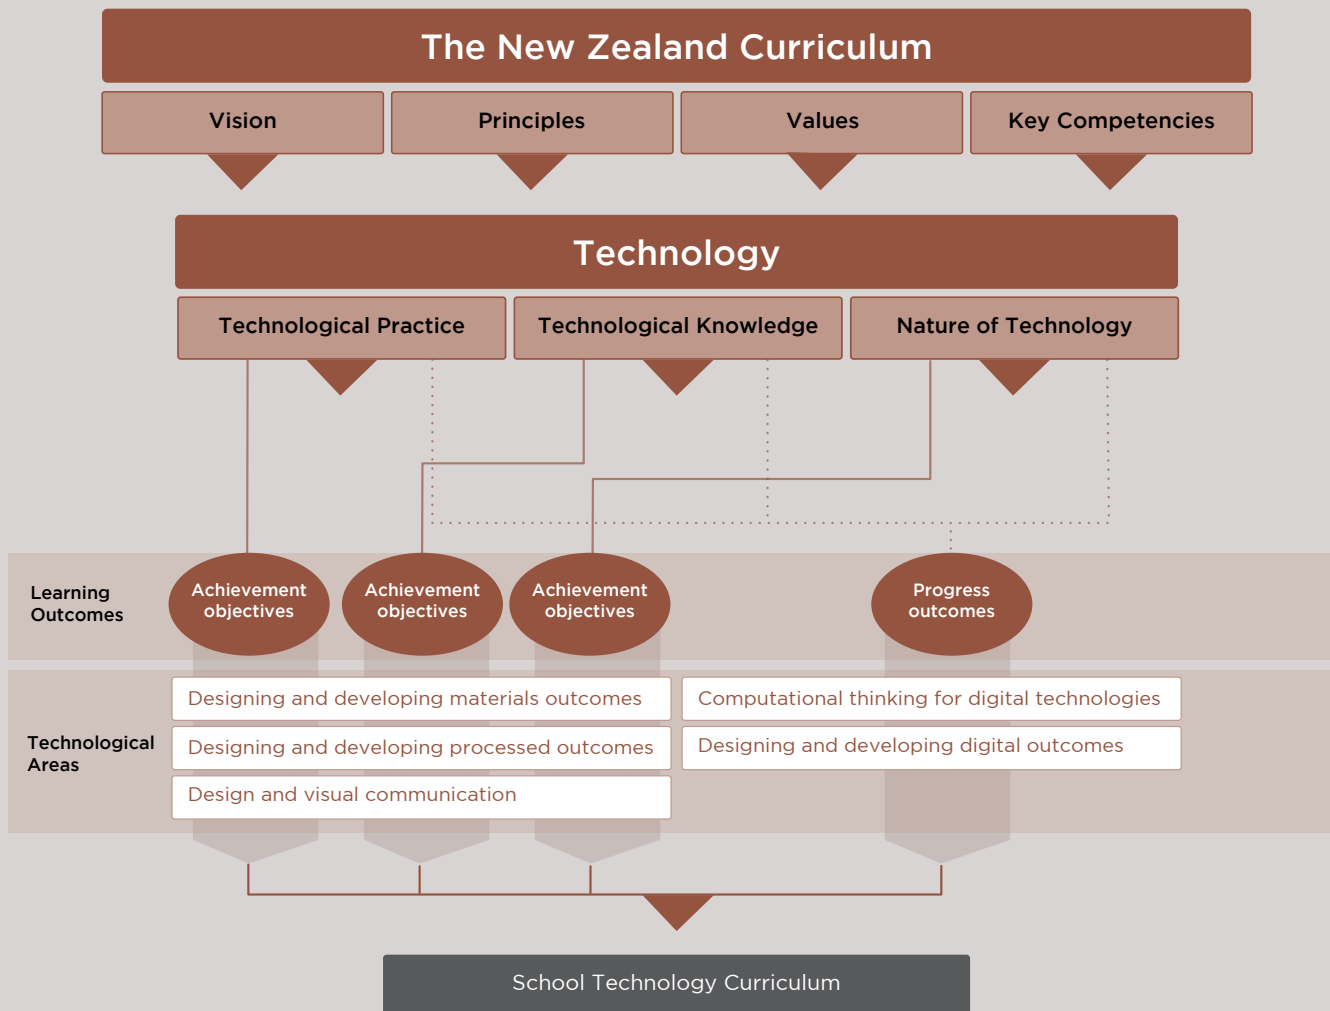 The New Zealand Curriculum
Vision
Principles
Values
Key Competencies
Technology
Technological Practice
Technological Knowledge
Nature of Technology
Learning
Outcomes
Achievement
objectives
Achievement
objectives
Achievement
objectives
Progress
outcomes
Technological
Areas
Designing and developing materials outcomes
Designing and developing processed outcomes
Design and visual communication
Computational thinking for digital technologies
Designing and developing digital outcomes
School Technology Curriculum